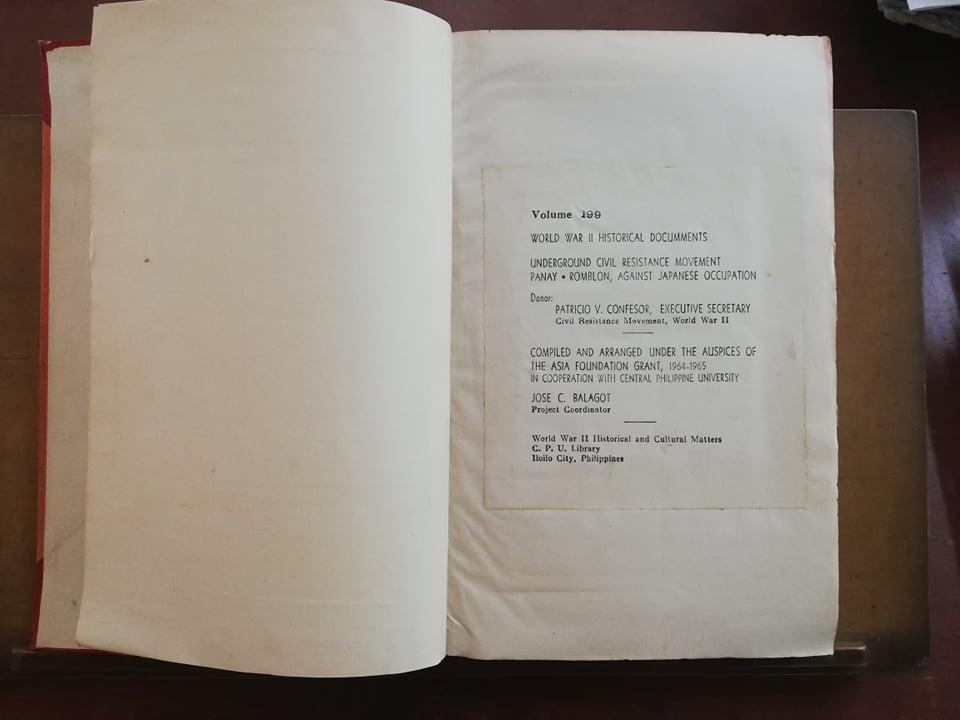 Volume 199
WORLD WAR II HISTORICAL DOCUMMENTS
UNDERGROUND CIVIL RESISTANCE MOVEMENT
PANAY • ROMBLON, AGAINST JAPANESE OCCUPATION
Donor:
PATRICIO V. CONFESOR, EXECUTIVE SECRETARY
Civil Resistance Movement, World War II
COMPILED AND ARRANGED UNDER THE AUSPICES OF
THE ASIA FOUNDATION GRANT, 1964-1965
IN COOPERATION WITH CENTRAL PHILIPPINE UNIVERSITY
JOSE C. BALAGOT
Project Coordinator
World War II Historical and Cultural Matters
C. P. U. Library
Iloilo City, Philippines